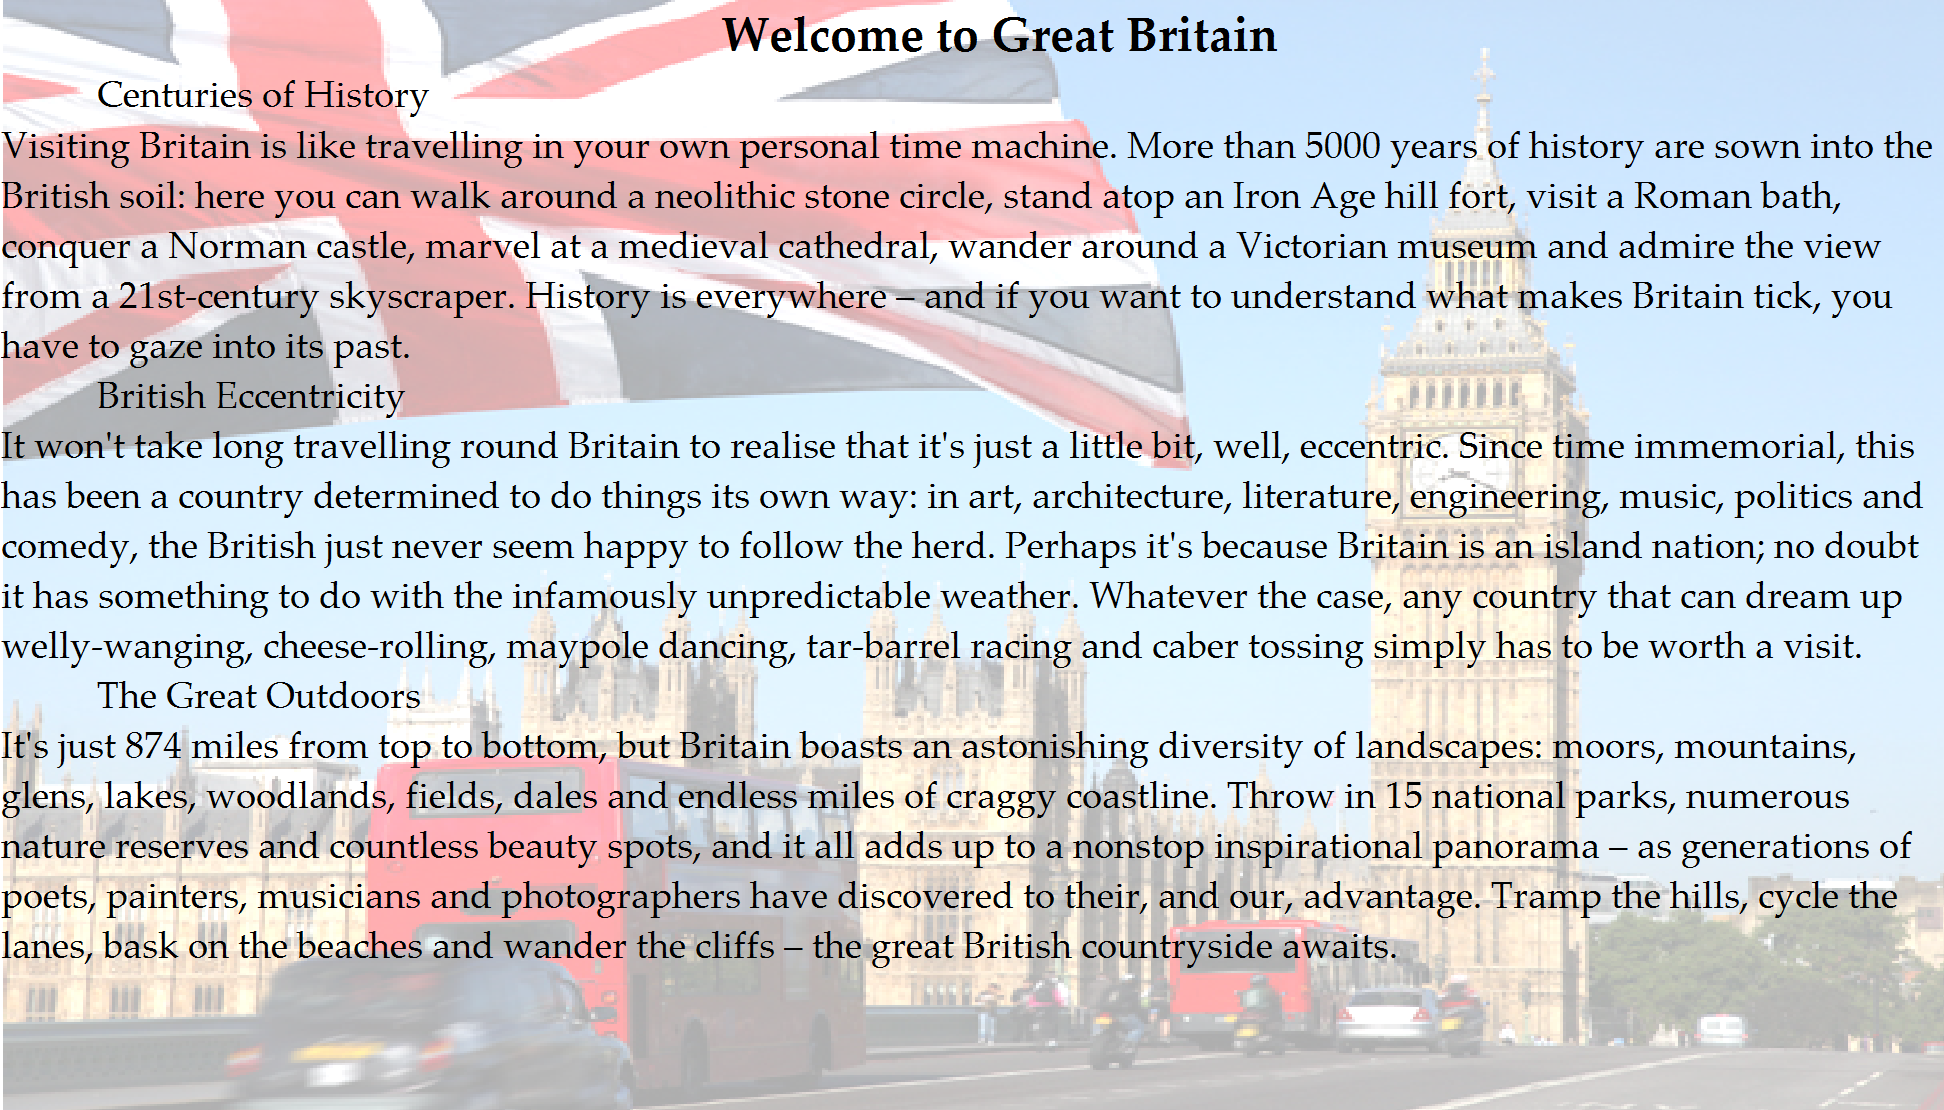 Welcome to Great Britain
Centuries of History
Visiting Britain is like travelling in your own personal time machine. More than 5000 years of history are sown into the
British soil: here you can walk around a neolithic stone circle, stand atop an Iron Age hill fort, visit a Roman bath,
conquer a Norman castle, marvel at a medieval cathedral, wander around a Victorian museum and admire the view
from a 21st-century skyscraper. History is everywhere – and if you want to understand what makes Britain tick, you
have to gaze into its past.
British Eccentricity
It won't take long travelling round Britain to realise that it's just a little bit, well, eccentric. Since time immemorial, this
has been a country determined to do things its own way: in art, architecture, literature, engineering, music, politics and
comedy, the British just never seem happy to follow the herd. Perhaps it's because Britain is an island nation; no doubt
it has something to do with the infamously unpredictable weather. Whatever the case, any country that can dream up
welly-wanging, cheese-rolling, maypole dancing, tar-barrel racing and caber tossing simply has to be worth a visit.
The Great Outdoors
It's just 874 miles from top to bottom, but Britain boasts an astonishing diversity of landscapes: moors, mountains,
glens, lakes, woodlands, fields, dales and endless miles of craggy coastline. Throw in 15 national parks, numerous
nature reserves and countless beauty spots, and it all adds up to a nonstop inspirational panorama – as generations of
poets, painters, musicians and photographers have discovered to their, and our, advantage. Tramp the hills, cycle the
lanes, bask on the beaches and wander the cliffs – the great British countryside awaits.